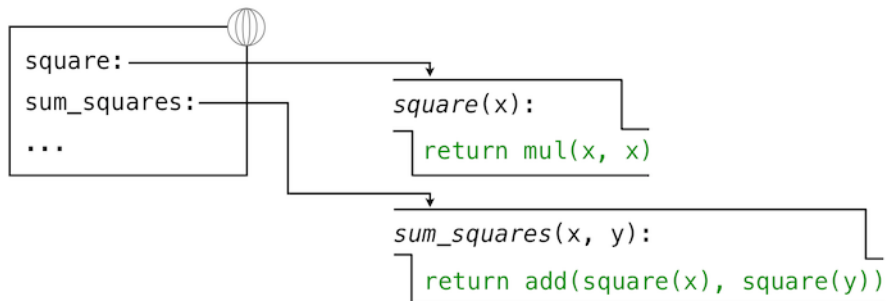 square:
sum_squares:
...
square(x):
return mul(x, x)
sum_squares(x, y):
return add(square(x), square(y))